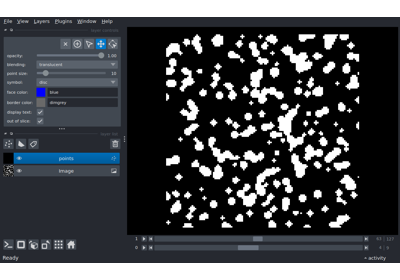 File View Layers Plugins Window Help
opacity: 1.00
blending: translucent
point size: 10
symbol: disc
face color: blue
border color: dimgrey
display text: ✓
out of slice: ✓
points
Image
1
0
Ready
activity